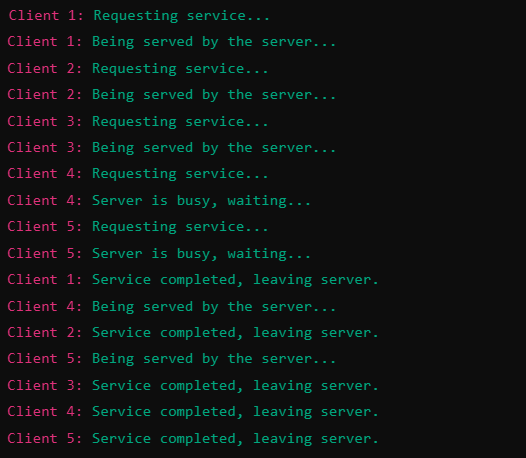 Client 1: Requesting service...
Client 1: Being served by the server...
Client 2: Requesting service...
Client 2: Being served by the server...
Client 3: Requesting service...
Client 3: Being served by the server...
Client 4: Requesting service...
Client 4: Server is busy, waiting...
Client 5: Requesting service...
Client 5: Server is busy, waiting...
Client 1: Service completed, leaving server.
Client 4: Being served by the server...
Client 2: Service completed, leaving server.
Client 5: Being served by the server...
Client 3: Service completed, leaving server.
Client 4: Service completed, leaving server.
Client 5: Service completed, leaving server.